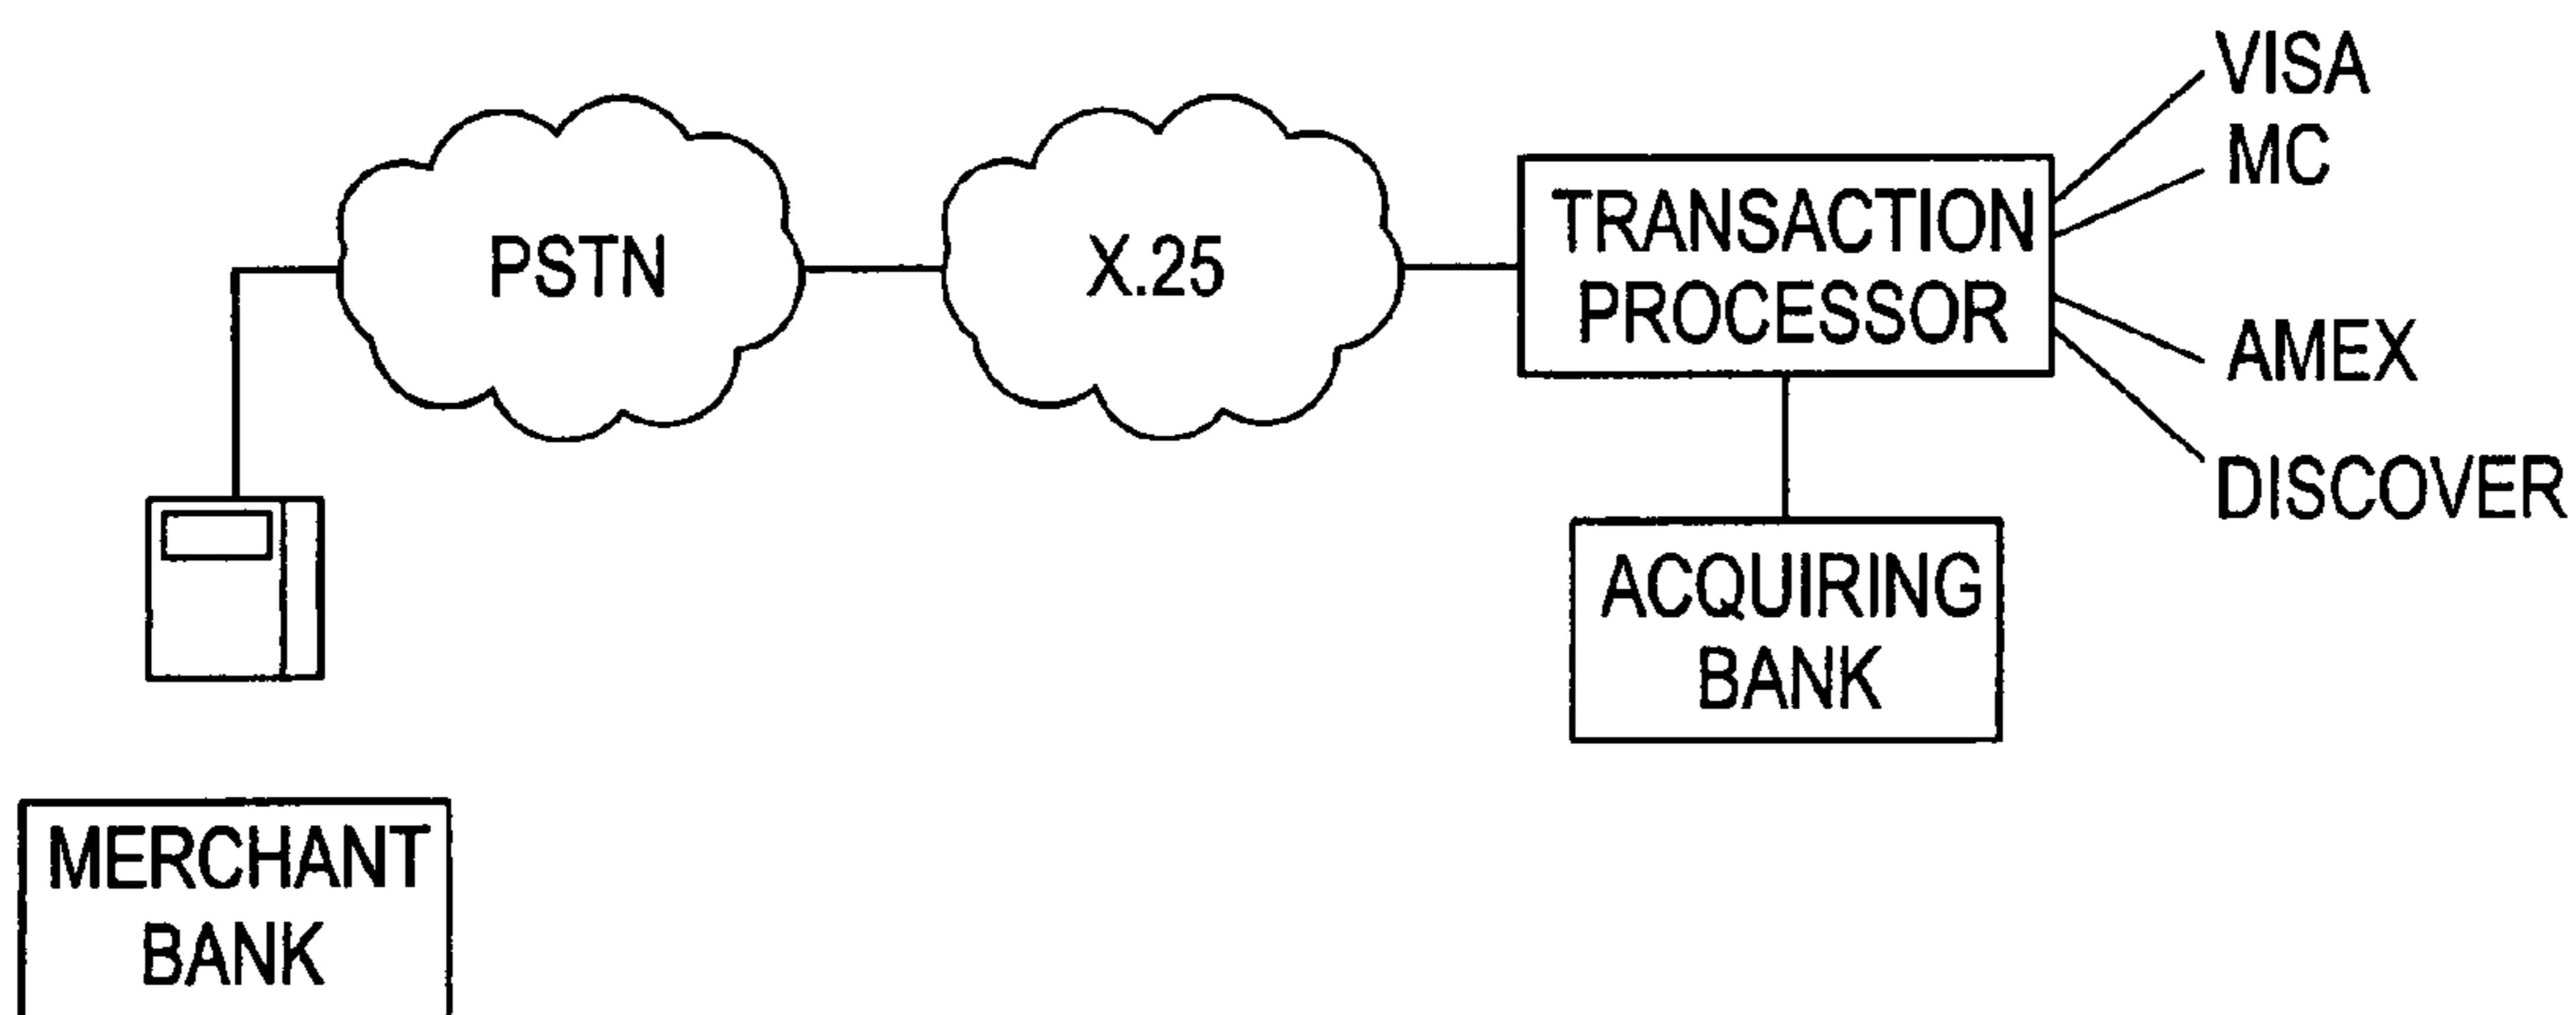 VISA
MC
PSTN
X.25
TRANSACTION
PROCESSOR
AMEX
DISCOVER
ACQUIRING
BANK
MERCHANT
BANK